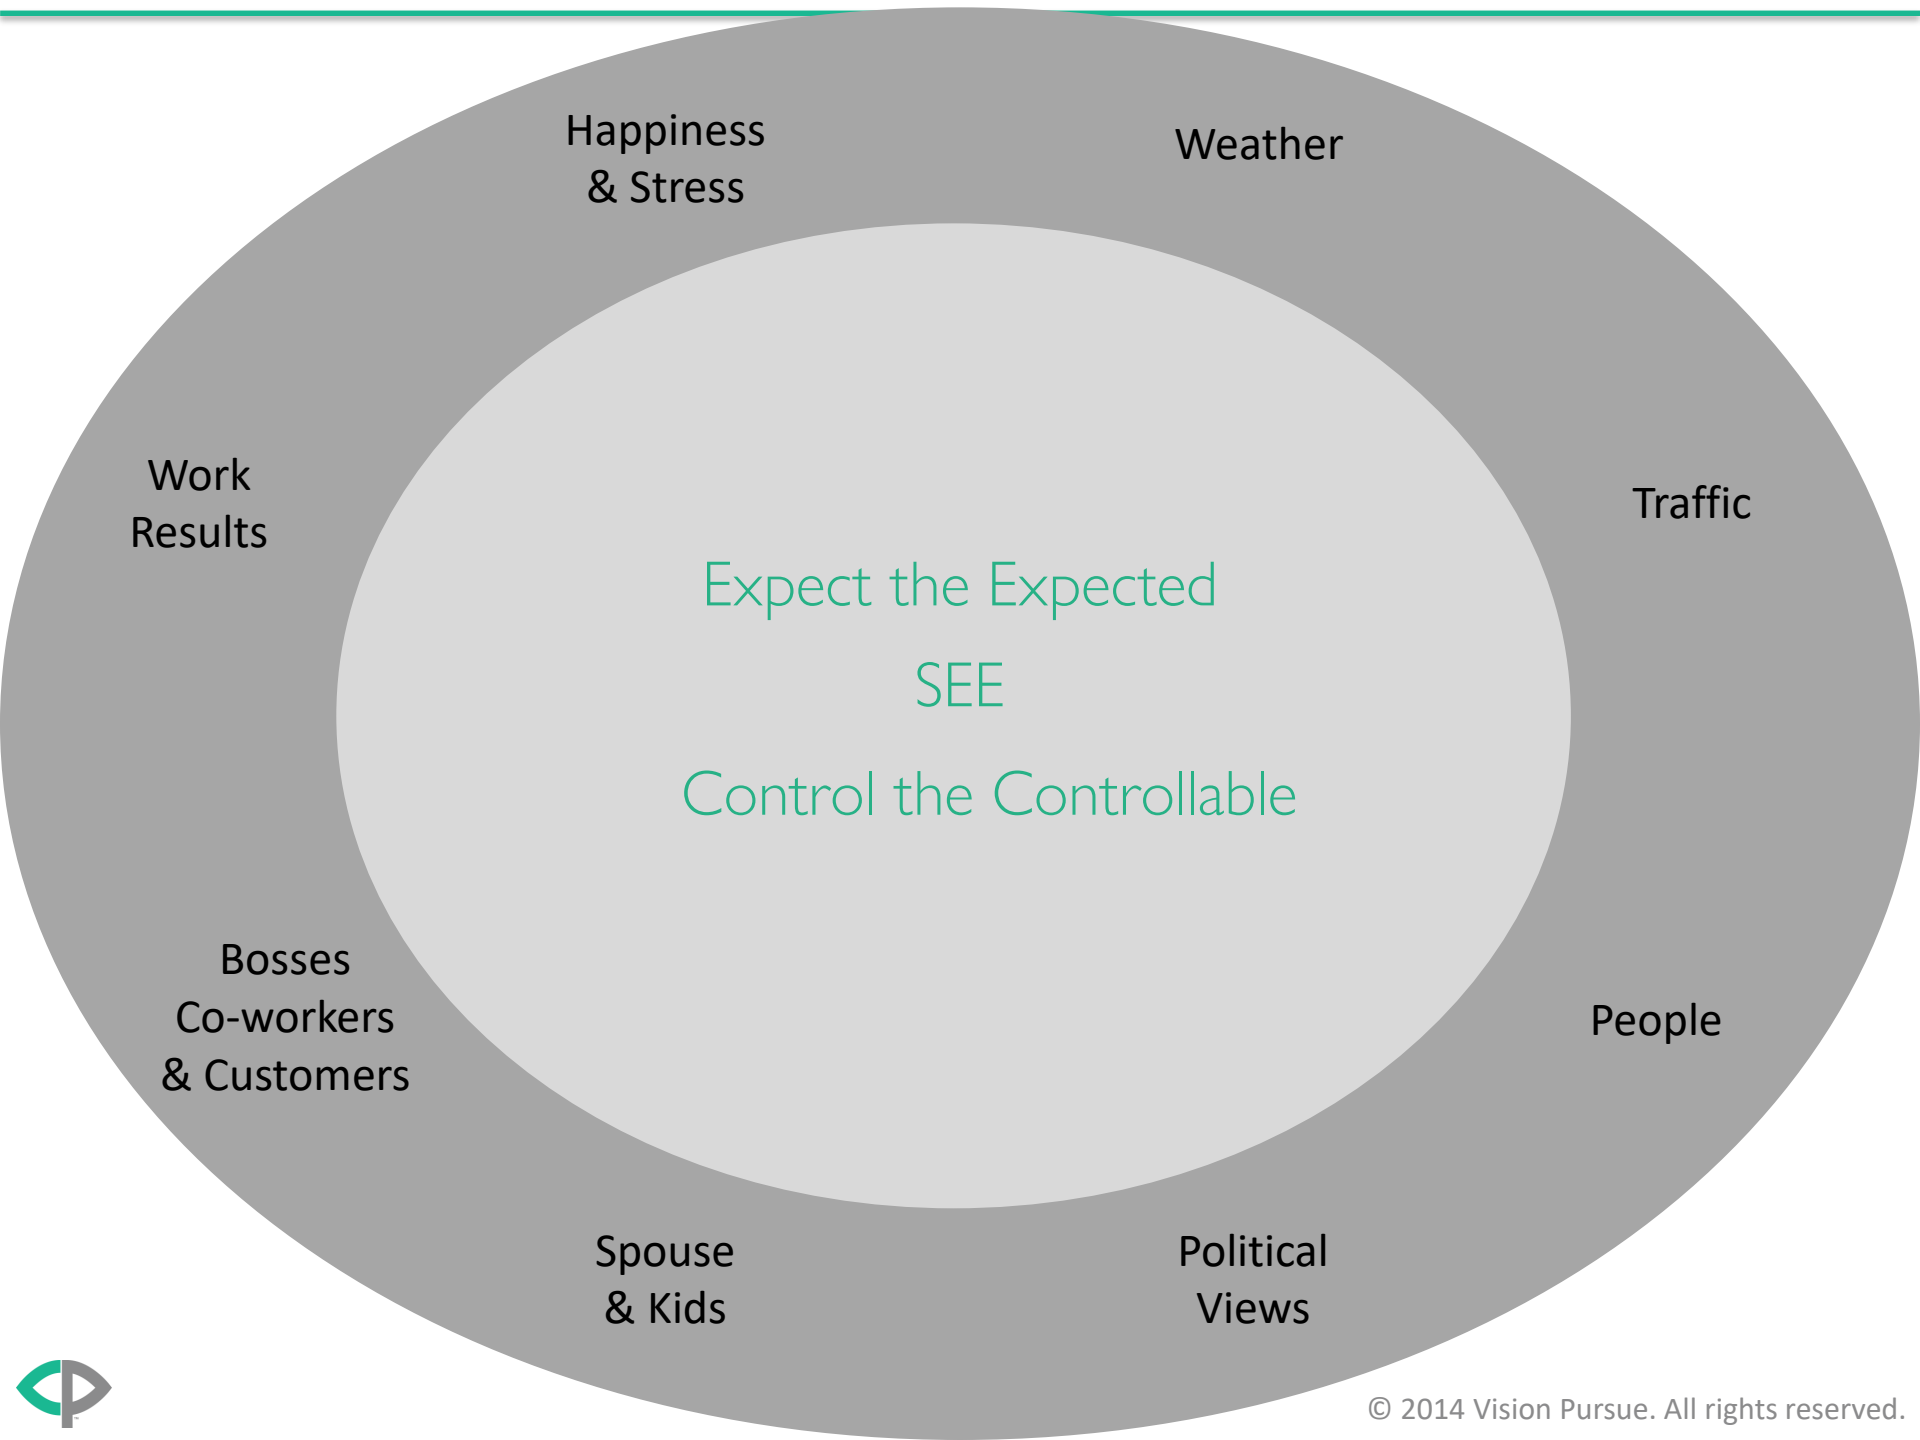 Happiness
& Stress
Weather
Work
Results
Traffic
Expect the Expected
SEE
Control the Controllable
Bosses
Co-workers
& Customers
People
Spouse
& Kids
Political
Views
© 2014 Vision Pursue. All rights reserved.